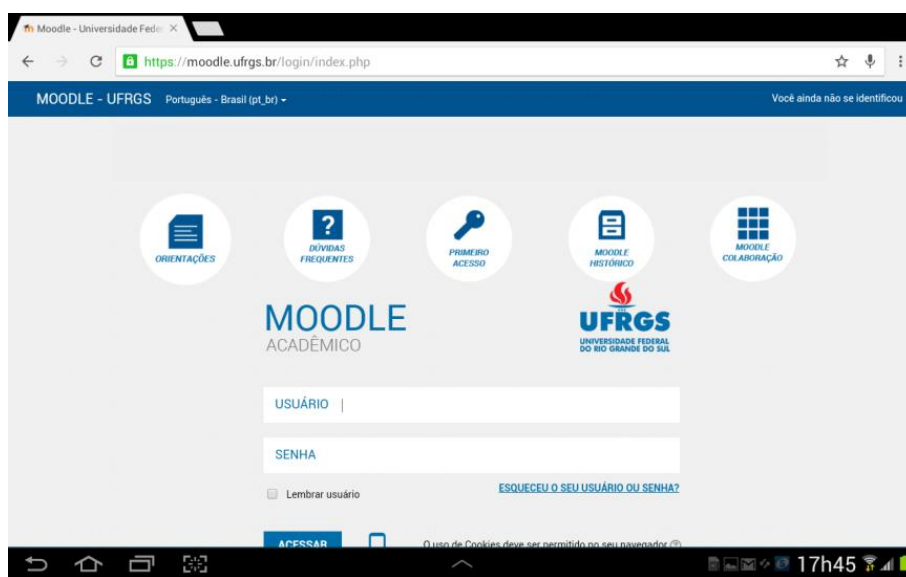 Moodle - Universidade Fede
https://moodle.ufrgs.br/login/index.php
MOODLE - UFRGS Português - Brasil (pt_br) Você ainda não se identificou
ORIENTAÇÕES
?
DÚVIDAS
FREQUENTES
PRIMEIRO
ACESSO
MOODLE
HISTÓRICO
MOODLE
COLABORAÇÃO
MOODLE
ACADÊMICO
UFRGS
UNIVERSIDADE FEDERAL
DO RIO GRANDE DO SUL
USUÁRIO
SENHA
Lembrar usuário
ESQUECEU O SEU USUÁRIO OU SENHA?
ACESSAR
O uso de Cookies deve ser permitido no seu navegador
17h45